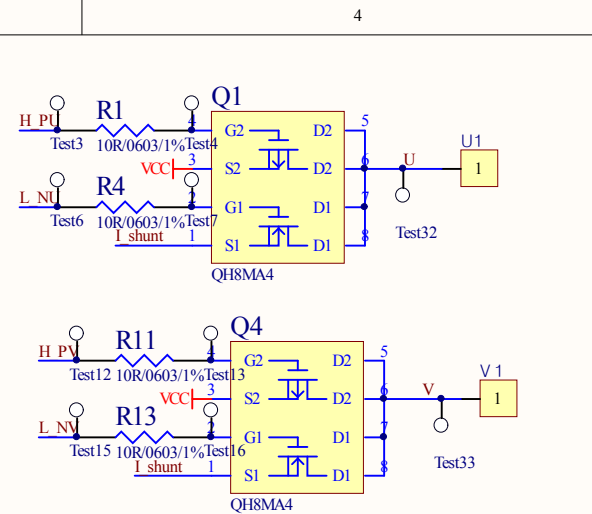 4
Q1
H_PU R1 4 G2 D2 5 U1
Test3 10R/0603/1% Test4
VCC 3 S2 D2 6 U 1
L_NU R4 2 G1 D1 7
Test6 10R/0603/1% Test7 Test32
I_shunt 1 S1 D1 8
QH8MA4
Q4
H_PV R11 4 G2 D2 5 V1
Test12 10R/0603/1% Test13
VCC 3 S2 D2 6 V 1
L_NV R13 2 G1 D1 7
Test15 10R/0603/1% Test16 Test33
I_shunt 1 S1 D1 8
QH8MA4